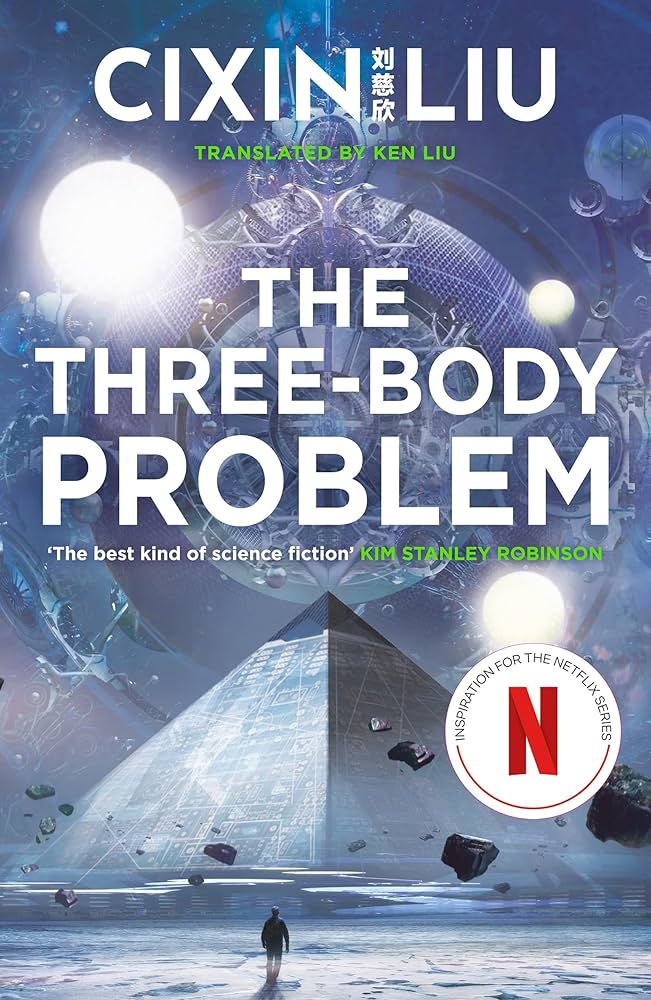 CIXIN 刘慈欣 LIU
TRANSLATED BY KEN LIU
THE
THREE-BODY
PROBLEM
‘The best kind of science fiction’ KIM STANLEY ROBINSON
INSPIRATION FOR THE NETFLIX SERIES
N